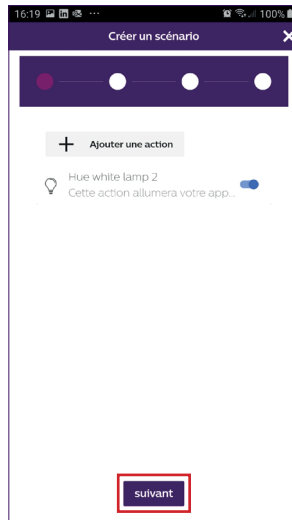 16:19 ... 100%
Créer un scénario
Ajouter une action
Hue white lamp 2
Cette action allumera votre app...
suivant